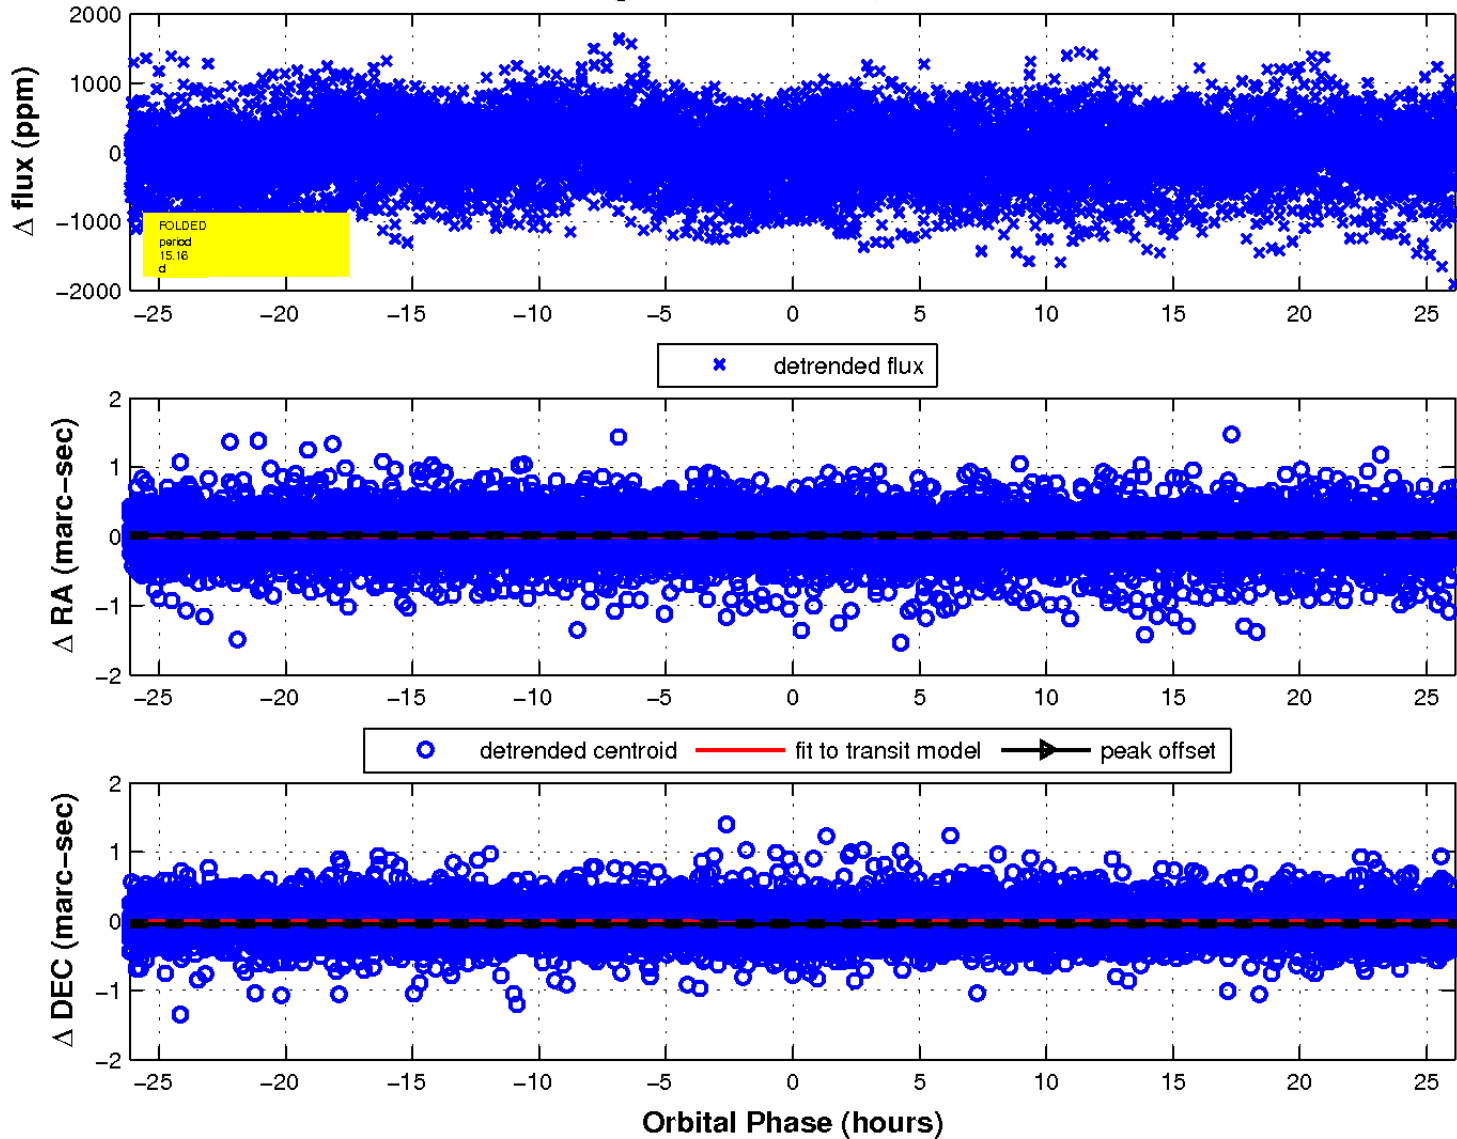 2000
1000
0
−1000
−2000
Δ flux (ppm)
FOLDED
period
15.16
d
−25 −20 −15 −10 −5 0 5 10 15 20 25
detrended flux
2
1
0
−1
−2
Δ RA (marc−sec)
−25 −20 −15 −10 −5 0 5 10 15 20 25
detrended centroid fit to transit model peak offset
2
1
0
−1
−2
Δ DEC (marc−sec)
−25 −20 −15 −10 −5 0 5 10 15 20 25
Orbital Phase (hours)